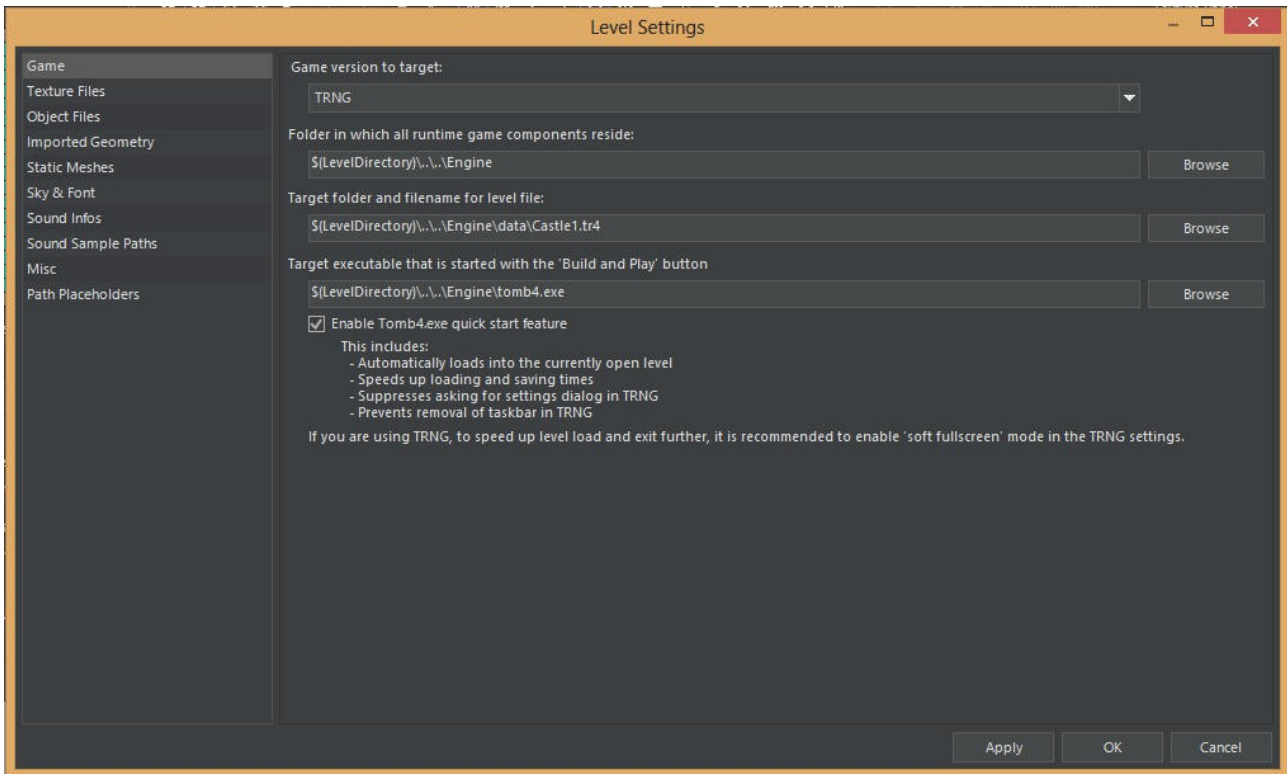 Level Settings
Game
Texture Files
Object Files
Imported Geometry
Static Meshes
Sky & Font
Sound Infos
Sound Sample Paths
Misc
Path Placeholders
Game version to target:
TRNG
Folder in which all runtime game components reside:
$(LevelDirectory)\..\..\Engine
Browse
Target folder and filename for level file:
$(LevelDirectory)\..\..\Engine\data\Castle1.tr4
Browse
Target executable that is started with the 'Build and Play' button
$(LevelDirectory)\..\..\Engine\tomb4.exe
Browse
Enable Tomb4.exe quick start feature
This includes:
- Automatically loads into the currently open level
- Speeds up loading and saving times
- Suppresses asking for settings dialog in TRNG
- Prevents removal of taskbar in TRNG
If you are using TRNG, to speed up level load and exit further, it is recommended to enable 'soft fullscreen' mode in the TRNG settings.
Apply
OK
Cancel